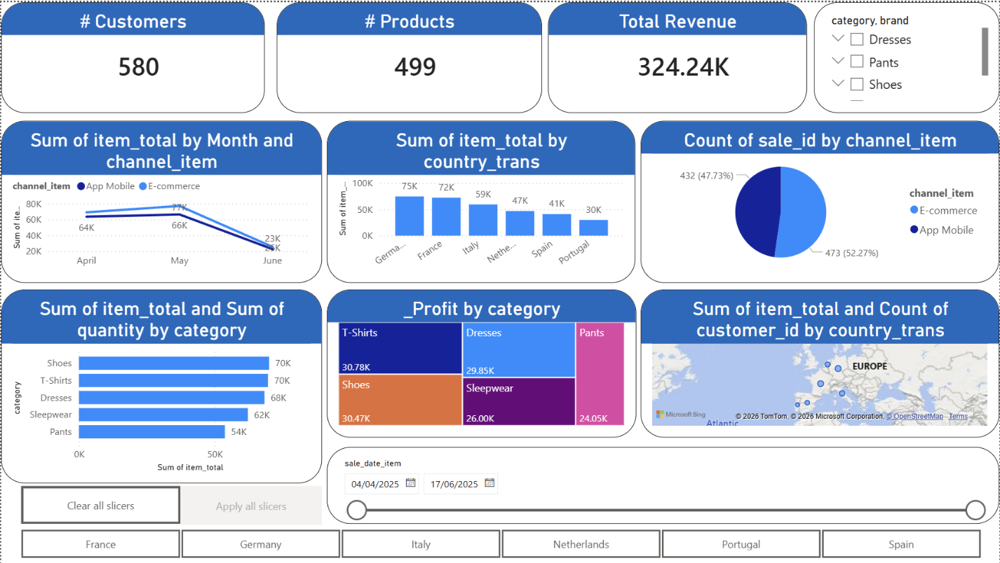 # Customers
580
# Products
499
Total Revenue
324.24K
category, brand
Dresses
Pants
Shoes
Sum of item_total by Month and
channel_item
channel_item App Mobile E-commerce
Sum of ite...
80K
60K
40K
20K
77K
64K
66K
23K
April
May
June
Sum of item_total by
country_trans
Sum of item_...
100K
50K
0K
75K
72K
59K
47K
41K
30K
Germa...
France
Italy
Nethe...
Spain
Portugal
Count of sale_id by channel_item
432 (47.73%)
473 (52.27%)
channel_item
E-commerce
App Mobile
Sum of item_total and Sum of
quantity by category
category
Shoes 70K
T-Shirts 70K
Dresses 68K
Sleepwear 62K
Pants 54K
0K 50K
Sum of item_total
_Profit by category
T-Shirts
30.78K
Shoes
30.47K
Dresses
29.85K
Sleepwear
26.00K
Pants
24.05K
Sum of item_total and Count of
customer_id by country_trans
EUROPE
Atlantic
Microsoft Bing
© 2026 TomTom, © 2026 Microsoft Corporation, © OpenStreetMap Terms
sale_date_item
04/04/2025 17/06/2025
Clear all slicers
Apply all slicers
France
Germany
Italy
Netherlands
Portugal
Spain